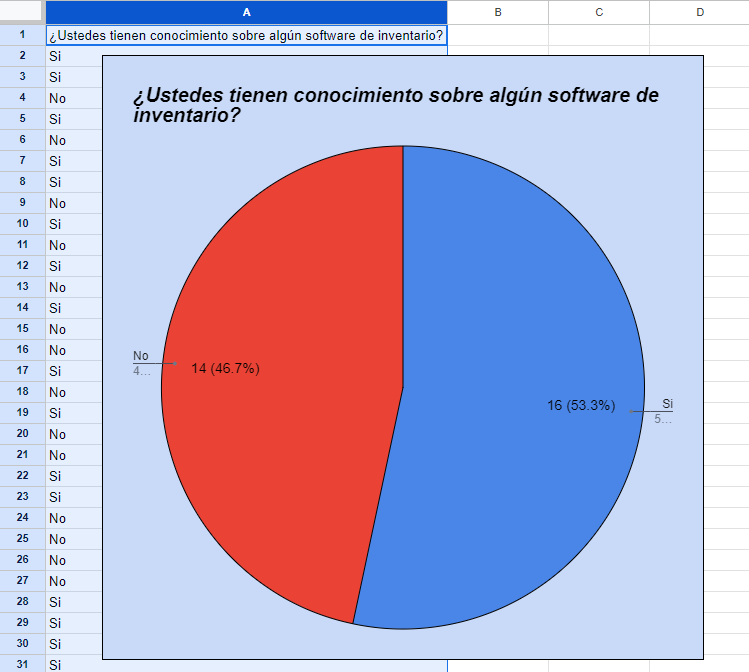 A B C D
1 ¿Ustedes tienen conocimiento sobre algún software de inventario?
2 Si
3 Si
4 No
5 Si
6 No
7 Si
8 Si
9 No
10 Si
11 No
12 Si
13 No
14 Si
15 No
16 No
17 Si
18 No
19 Si
20 No
21 No
22 Si
23 Si
24 No
25 No
26 No
27 No
28 Si
29 Si
30 Si
31 Si
¿Ustedes tienen conocimiento sobre algún software de
inventario?
No
4...
14 (46.7%)
16 (53.3%)
Si
5...